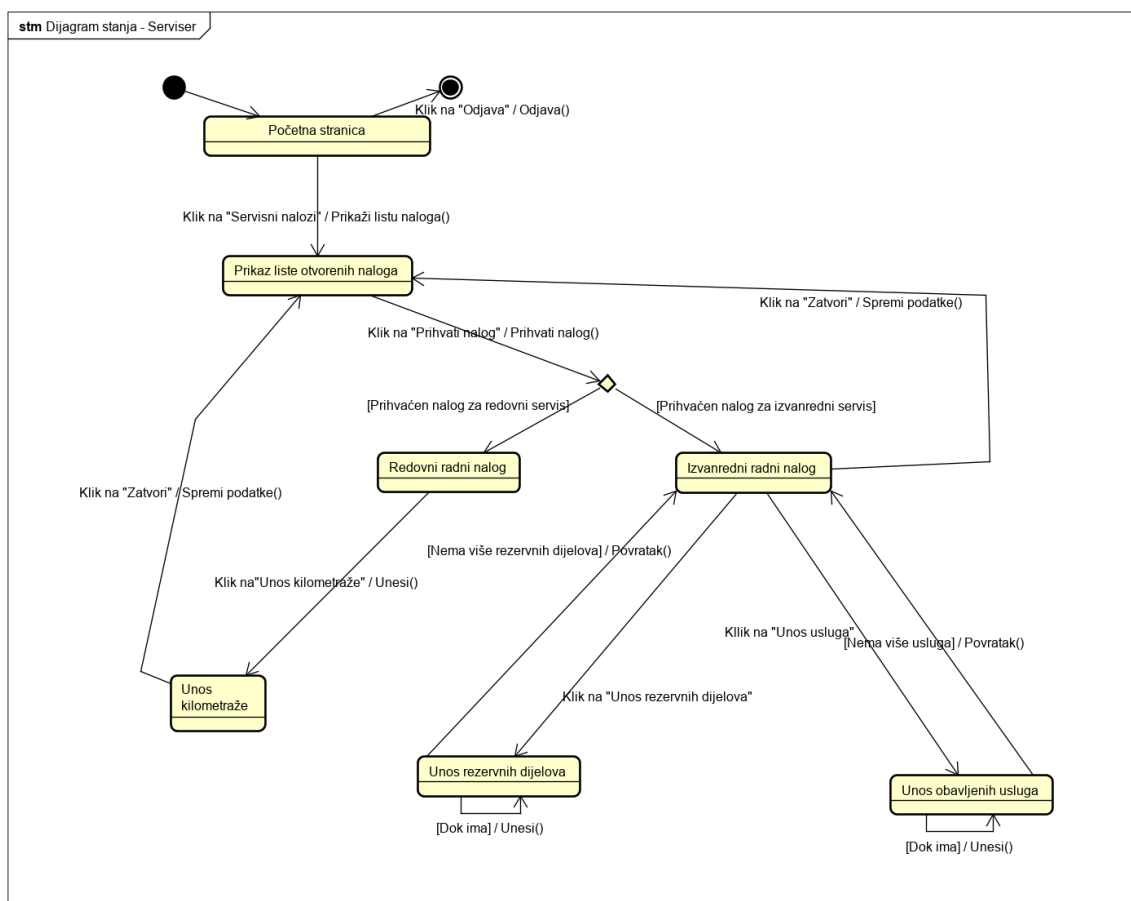 stm Dijagram stanja - Serviser
Klik na "Odjava" / Odjava()
Početna stranica
Klik na "Servisni nalozi" / Prikaži listu naloga()
Prikaz liste otvorenih naloga
Klik na "Zatvori" / Spremi podatke()
Klik na "Prihvati nalog" / Prihvati nalog()
[Prihvaćen nalog za redovni servis]
[Prihvaćen nalog za izvanredni servis]
Redovni radni nalog
Izvanredni radni nalog
Klik na "Zatvori" / Spremi podatke()
[Nema više rezervnih dijelova] / Povratak()
Klik na"Unos kilometraže" / Unesi()
Kllik na "Unos usluga"
[Nema više usluga] / Povratak()
Unos
kilometraže
Klik na "Unos rezervnih dijelova"
Unos rezervnih dijelova
Unos obavljenih usluga
[Dok ima] / Unesi()
[Dok ima] / Unesi()